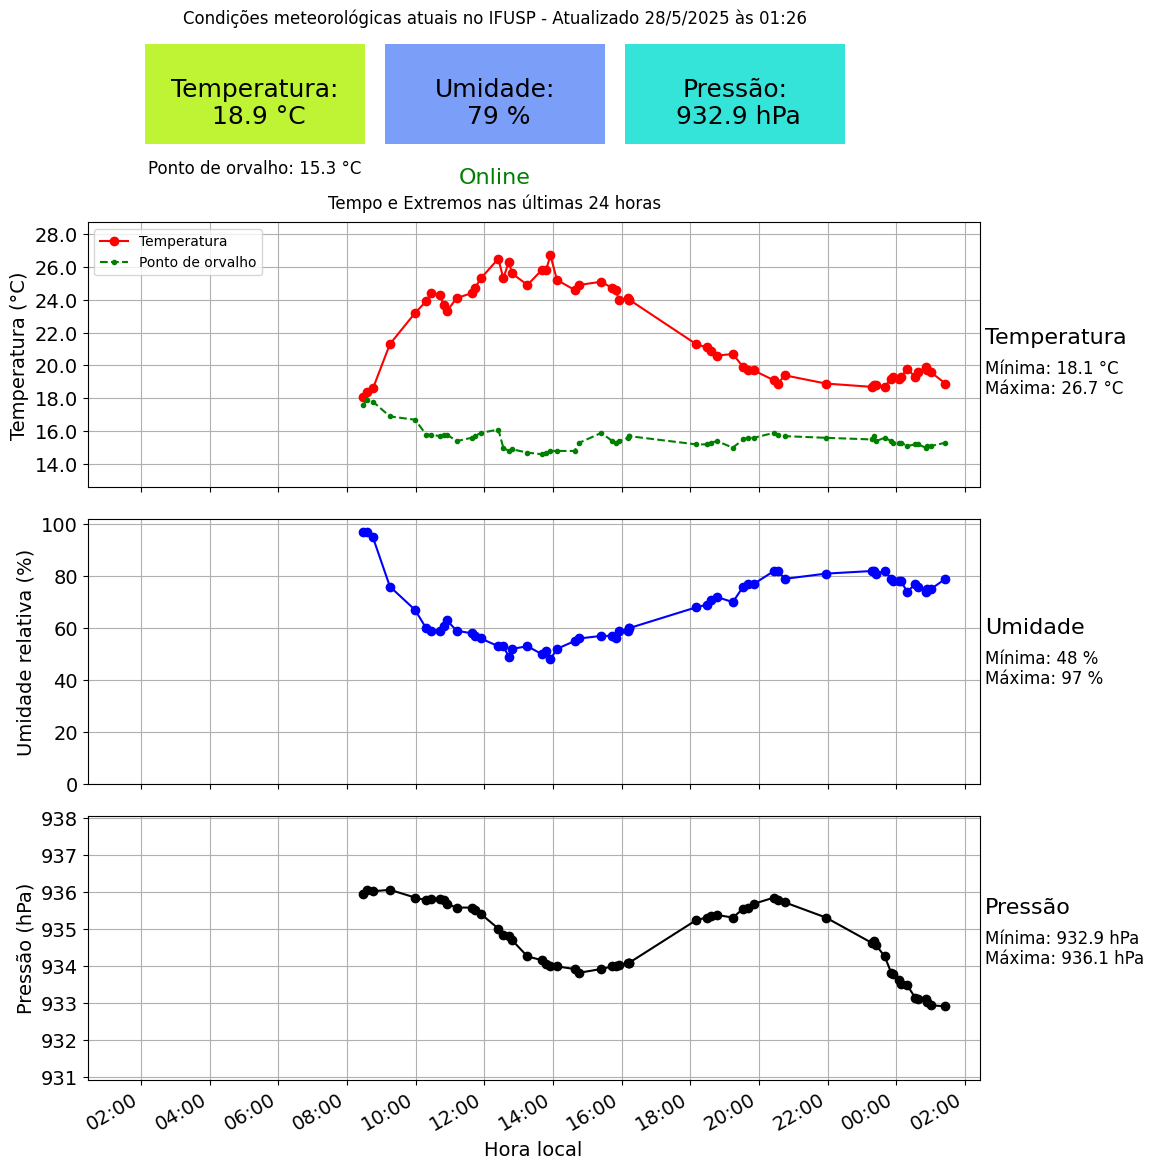 Condições meteorológicas atuais no IFUSP - Atualizado 28/5/2025 às 01:26
Temperatura:
18.9 °C
Umidade:
79 %
Pressão:
932.9 hPa
Ponto de orvalho: 15.3 °C
Online
Tempo e Extremos nas últimas 24 horas
Temperatura (°C)
28.0
26.0
24.0
22.0
20.0
18.0
16.0
14.0
Temperatura
Ponto de orvalho
Temperatura
Mínima: 18.1 °C
Máxima: 26.7 °C
Umidade relativa (%)
100
80
60
40
20
0
Umidade
Mínima: 48 %
Máxima: 97 %
Pressão (hPa)
938
937
936
935
934
933
932
931
Pressão
Mínima: 932.9 hPa
Máxima: 936.1 hPa
02:00 04:00 06:00 08:00 10:00 12:00 14:00 16:00 18:00 20:00 22:00 00:00 02:00
Hora local